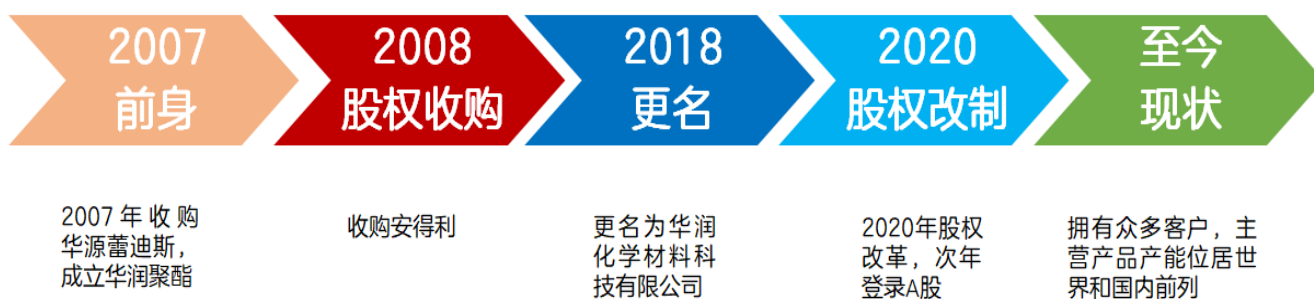 2007
前身
2008
股权收购
2018
更名
2020
股权改制
至今
现状
2007年收购
华源蕾迪斯，
成立华润聚酯
收购安得利
更名为华润
化学材料科
技有限公司
2020年股权
改革，次年
登录A股
拥有众多客户，主
营产品产能位居世
界和国内前列